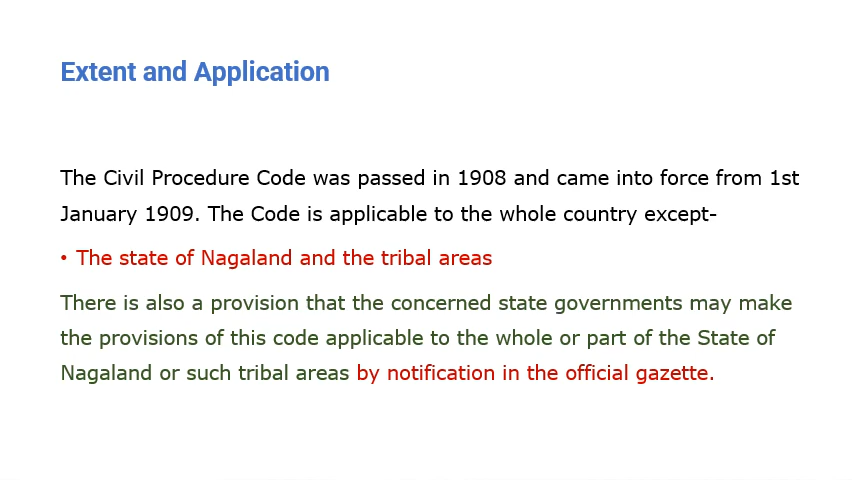 Extent and Application
The Civil Procedure Code was passed in 1908 and came into force from 1st
January 1909. The Code is applicable to the whole country except-
• The state of Nagaland and the tribal areas
There is also a provision that the concerned state governments may make
the provisions of this code applicable to the whole or part of the State of
Nagaland or such tribal areas by notification in the official gazette.